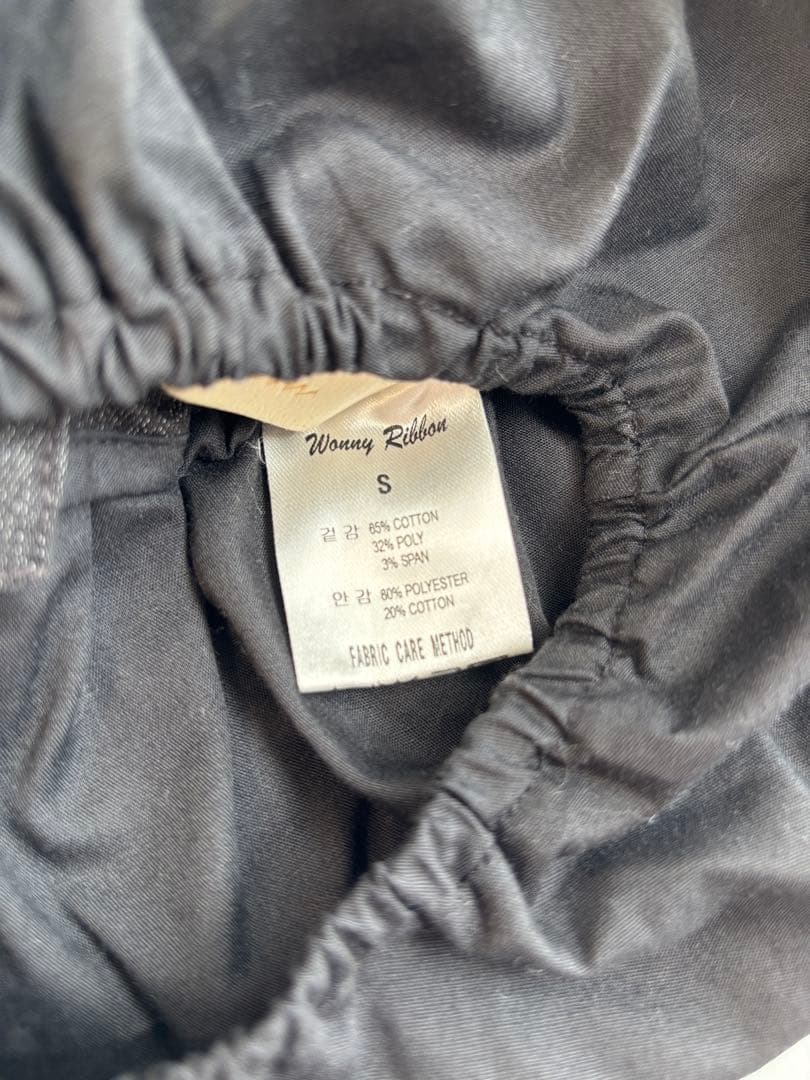 Wonny Ribbon
S
겉 감 65% COTTON
32% POLY
3% SPAN
안 감 80% POLYESTER
20% COTTON
FABRIC CARE METHOD